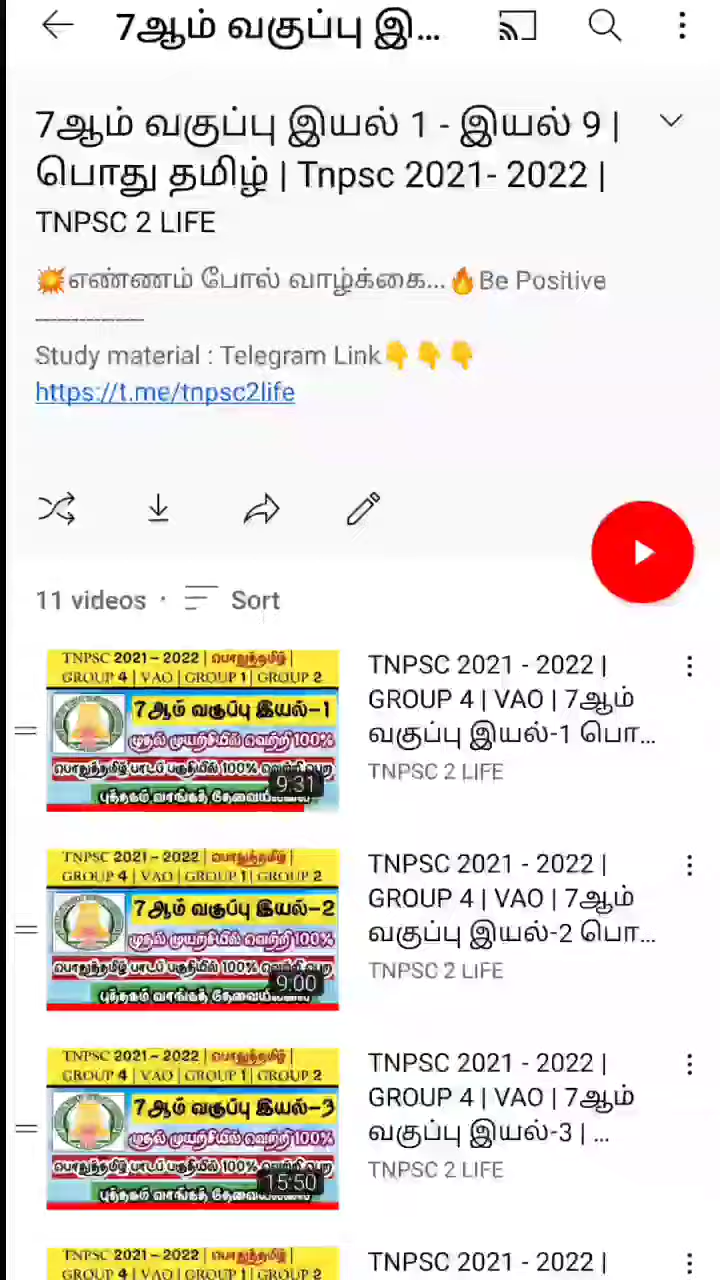 7ஆம் வகுப்பு இ...
7ஆம் வகுப்பு இயல் 1 - இயல் 9 |
பொது தமிழ் | Tnpsc 2021- 2022 |
TNPSC 2 LIFE
💥எண்ணம் போல் வாழ்க்கை...🔥Be Positive
----------------
Study material : Telegram Link👇👇👇
https://t.me/tnpsc2life
11 videos · Sort
TNPSC 2021 – 2022 | பொதுத்தமிழ் |
GROUP 4 | VAO | GROUP 1 | GROUP 2
7ஆம் வகுப்பு இயல்-1
முதல் முயற்சியில் வெற்றி 100%
பொதுத்தமிழ் பாடப் பகுதியில் 100% வெற்றி பெற
புத்தகம் வாங்கத் தேவையில்லை
9:31
TNPSC 2021 - 2022 |
GROUP 4 | VAO | 7ஆம்
வகுப்பு இயல்-1 பொ...
TNPSC 2 LIFE
TNPSC 2021 – 2022 | பொதுத்தமிழ் |
GROUP 4 | VAO | GROUP 1 | GROUP 2
7ஆம் வகுப்பு இயல்-2
முதல் முயற்சியில் வெற்றி 100%
பொதுத்தமிழ் பாடப் பகுதியில் 100% வெற்றி பெற
புத்தகம் வாங்கத் தேவையில்லை
9:00
TNPSC 2021 - 2022 |
GROUP 4 | VAO | 7ஆம்
வகுப்பு இயல்-2 பொ...
TNPSC 2 LIFE
TNPSC 2021 – 2022 | பொதுத்தமிழ் |
GROUP 4 | VAO | GROUP 1 | GROUP 2
7ஆம் வகுப்பு இயல்-3
முதல் முயற்சியில் வெற்றி 100%
பொதுத்தமிழ் பாடப் பகுதியில் 100% வெற்றி பெற
புத்தகம் வாங்கத் தேவையில்லை
15:50
TNPSC 2021 - 2022 |
GROUP 4 | VAO | 7ஆம்
வகுப்பு இயல்-3 | ...
TNPSC 2 LIFE
TNPSC 2021 – 2022 | பொதுத்தமிழ் |
GROUP 4 | VAO | GROUP 1 | GROUP 2
TNPSC 2021 - 2022 |